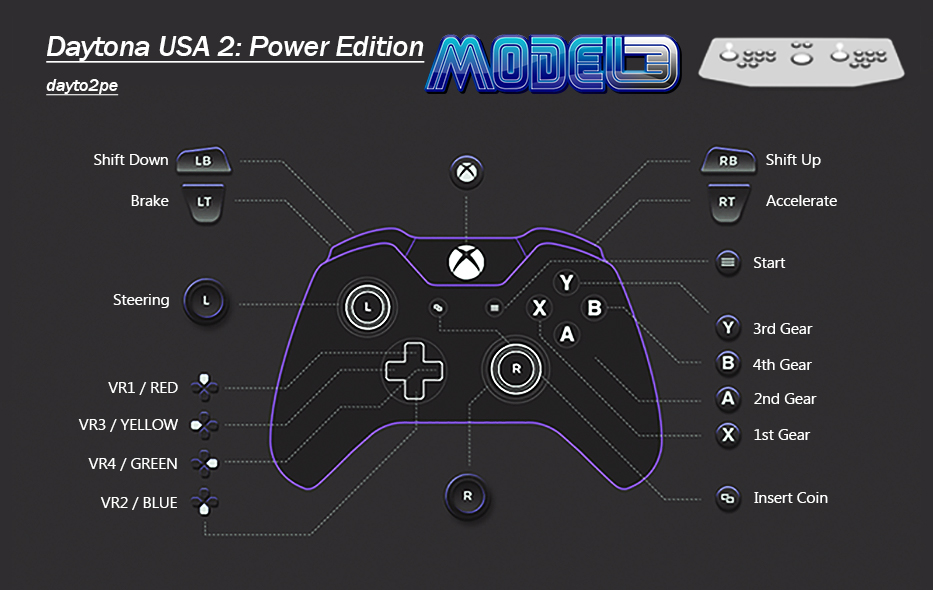 Daytona USA 2: Power Edition
MODEL3
dayto2pe
Shift Down LB
RB Shift Up
Brake LT
RT Accelerate
Start
Steering L
L
Y
X B
A
R
Y 3rd Gear
B 4th Gear
A 2nd Gear
X 1st Gear
VR1 / RED
VR3 / YELLOW
VR4 / GREEN
VR2 / BLUE
R
Insert Coin